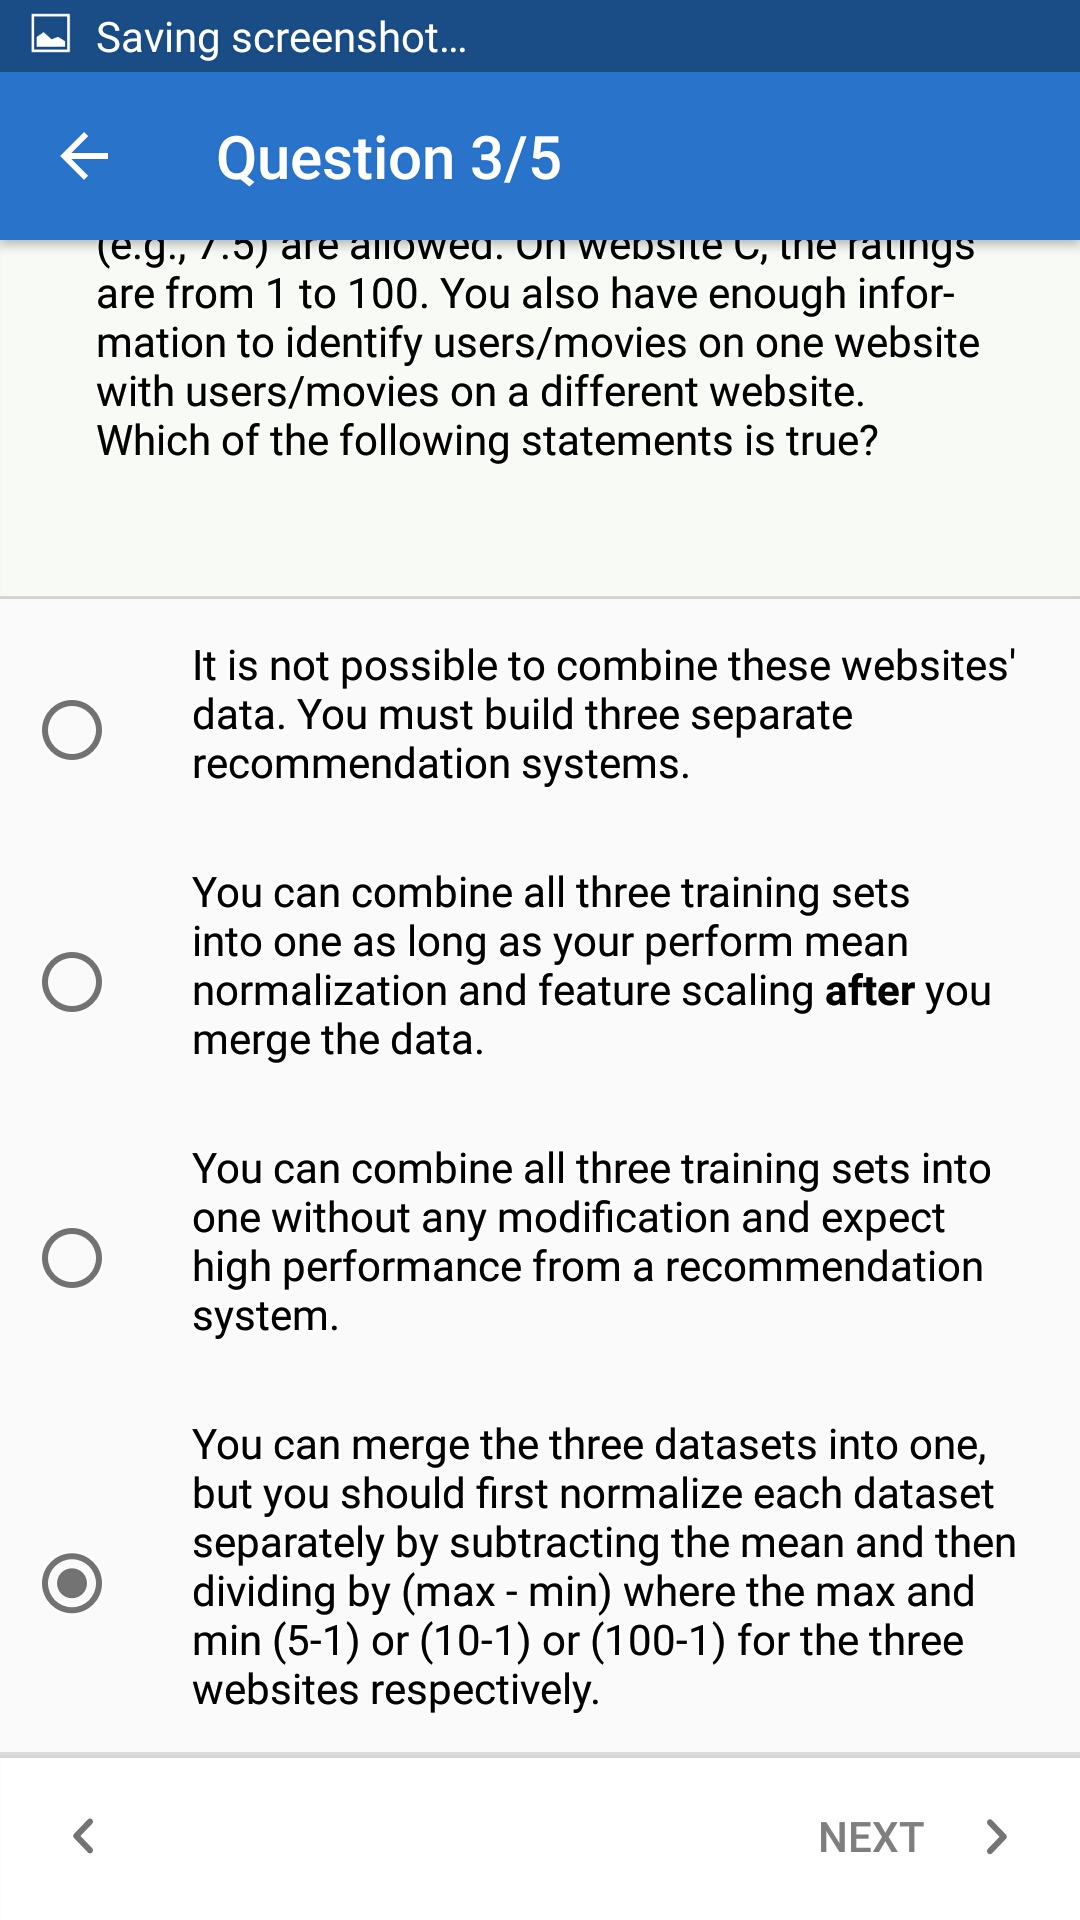 Saving screenshot...
Question 3/5
(e.g., 7.5) are allowed. On website C, the ratings
are from 1 to 100. You also have enough infor-
mation to identify users/movies on one website
with users/movies on a different website.
Which of the following statements is true?
It is not possible to combine these websites'
data. You must build three separate
recommendation systems.
You can combine all three training sets
into one as long as your perform mean
normalization and feature scaling after you
merge the data.
You can combine all three training sets into
one without any modification and expect
high performance from a recommendation
system.
You can merge the three datasets into one,
but you should first normalize each dataset
separately by subtracting the mean and then
dividing by (max - min) where the max and
min (5-1) or (10-1) or (100-1) for the three
websites respectively.
NEXT